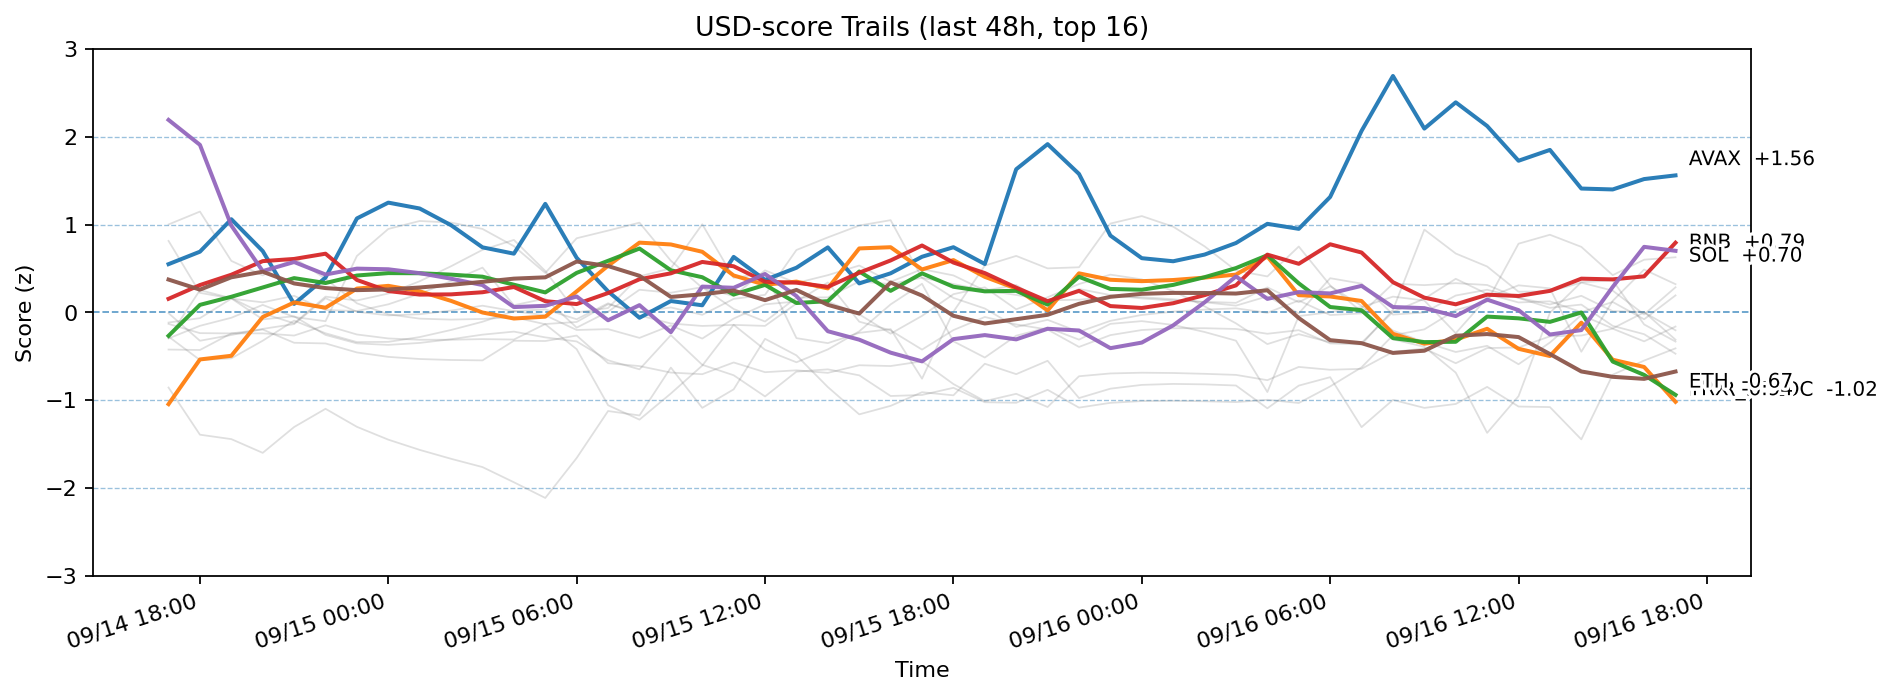 USD-score Trails (last 48h, top 16)
Score (z)
3
2
1
0
−1
−2
−3
AVAX +1.56
BNB +0.79
SOL +0.70
ETH -0.67
-1.02
09/14 18:00
09/15 00:00
09/15 06:00
09/15 12:00
09/15 18:00
09/16 00:00
09/16 06:00
09/16 12:00
09/16 18:00
Time